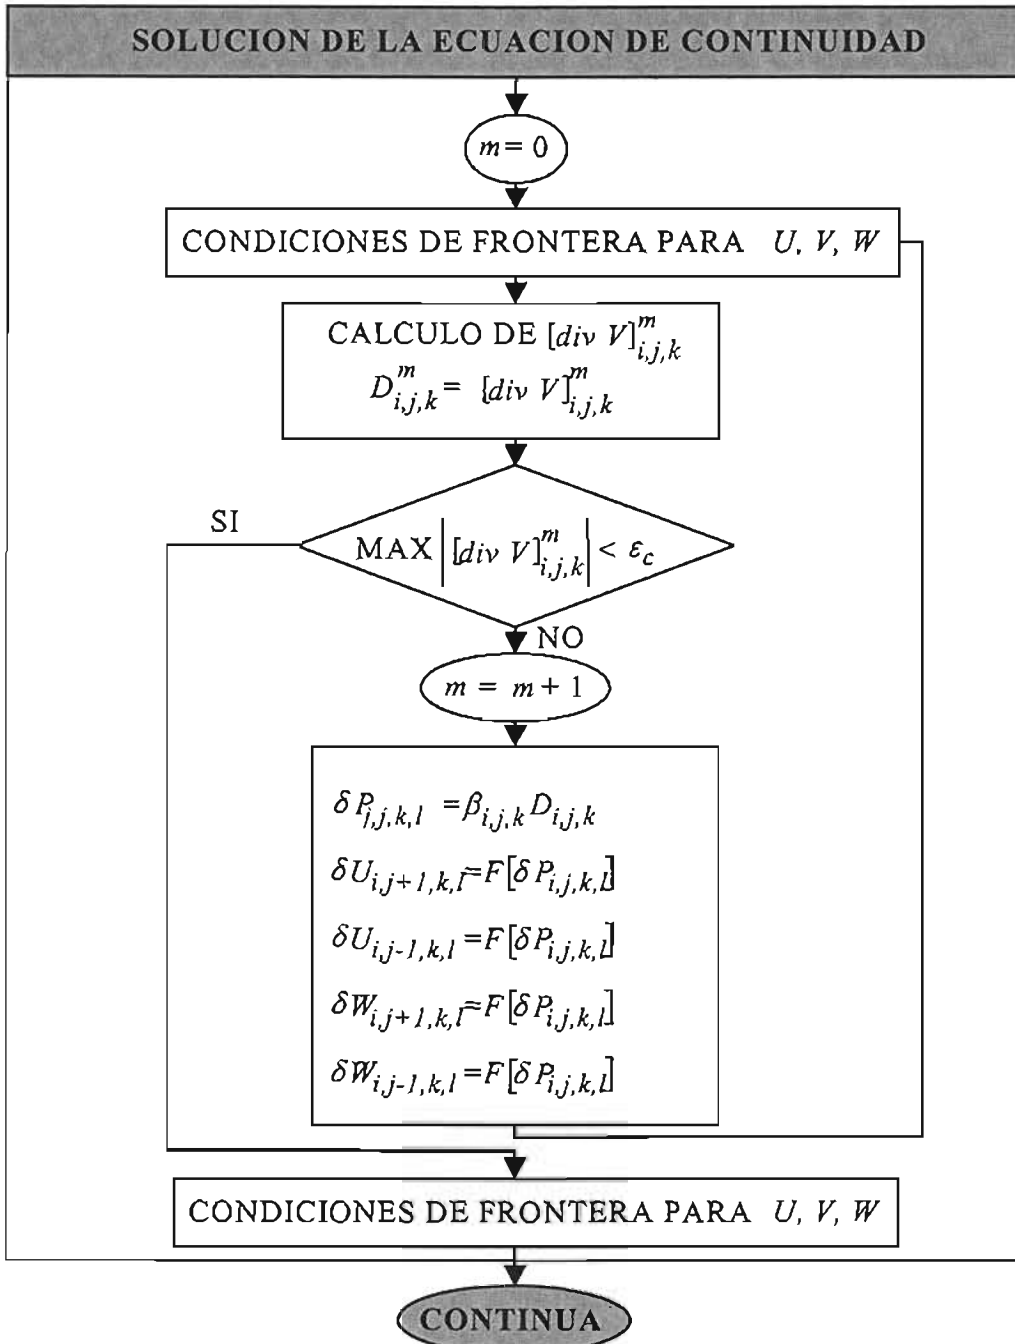 SOLUCION DE LA ECUACION DE CONTINUIDAD
m = 0
CONDICIONES DE FRONTERA PARA U, V, W
CALCULO DE [div V]^m_{i,j,k}
D^m_{i,j,k} = [div V]^m_{i,j,k}
SI
MAX |[div V]^m_{i,j,k}| < ε_c
NO
m = m + 1
δP_{i,j,k,l} = β_{i,j,k} D_{i,j,k}
δU_{i,j+1,k,l} = F[δP_{i,j,k,l}]
δU_{i,j-1,k,l} = F[δP_{i,j,k,l}]
δW_{i,j+1,k,l} = F[δP_{i,j,k,l}]
δW_{i,j-1,k,l} = F[δP_{i,j,k,l}]
CONDICIONES DE FRONTERA PARA U, V, W
CONTINUA